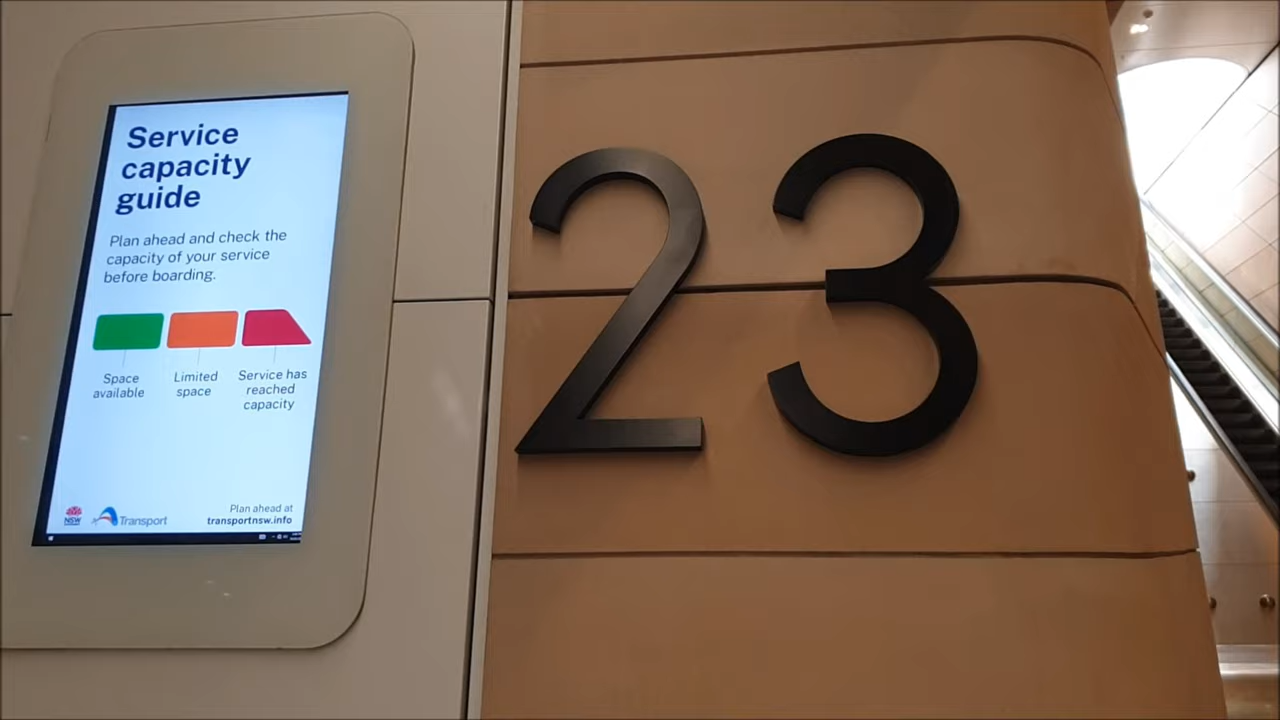 Service
capacity
guide
Plan ahead and check the
capacity of your service
before boarding.
Space
available
Limited
space
Service has
reached
capacity
NSW
Transport
Plan ahead at
transportnsw.info
23